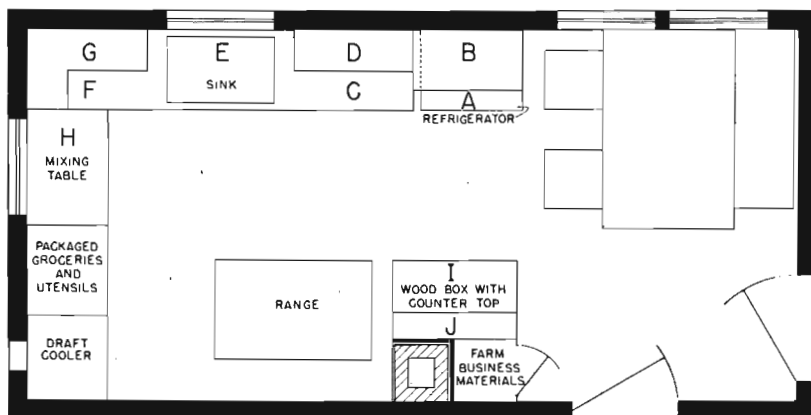 G
E
SINK
D
B
F
C
A
REFRIGERATOR
H
MIXING
TABLE
PACKAGED
GROCERIES
AND
UTENSILS
DRAFT
COOLER
RANGE
I
WOOD BOX WITH
COUNTER TOP
J
FARM
BUSINESS
MATERIALS